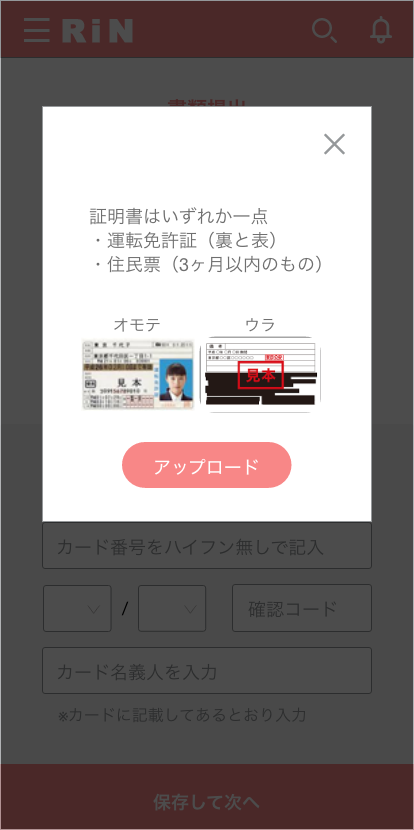 RiN
書類提出
証明書はいずれか一点
・運転免許証（裏と表）
・住民票（3ヶ月以内のもの）
オモテ
ウラ
見本
見本
アップロード
カード番号をハイフン無しで記入
/
確認コード
カード名義人を入力
※カードに記載してあるとおり入力
保存して次へ